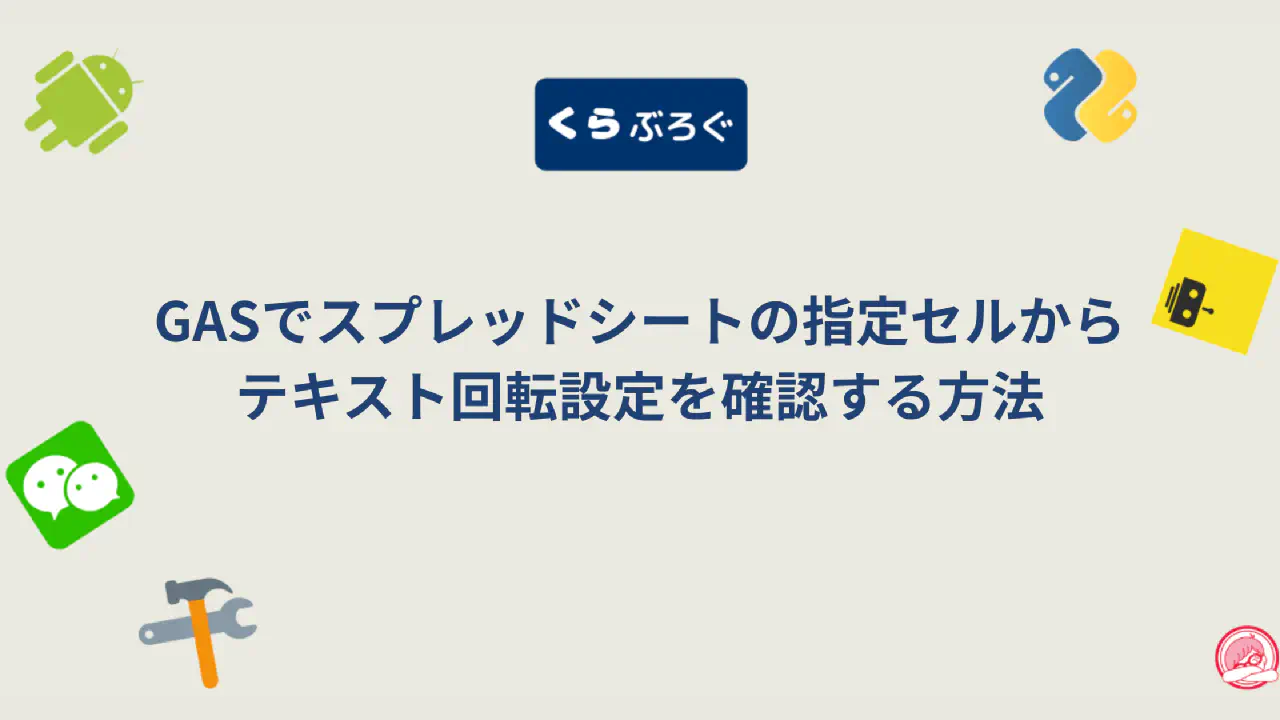 くらぶろぐ
GASでスプレッドシートの指定セルから
テキスト回転設定を確認する方法